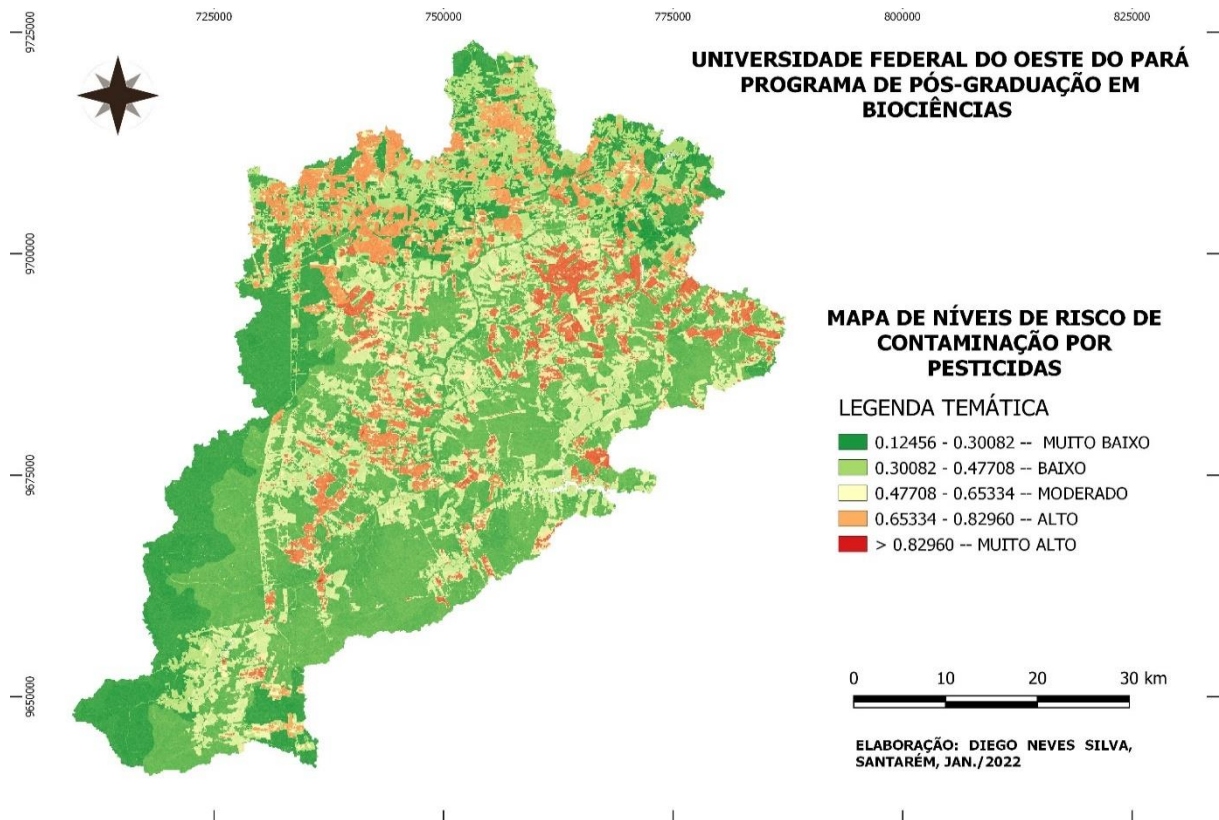 725000
750000
775000
800000
825000
9725000
9700000
9675000
9650000
UNIVERSIDADE FEDERAL DO OESTE DO PARÁ
PROGRAMA DE PÓS-GRADUAÇÃO EM
BIOCIÊNCIAS
MAPA DE NÍVEIS DE RISCO DE
CONTAMINAÇÃO POR
PESTICIDAS
LEGENDA TEMÁTICA
0.12456 - 0.30082 -- MUITO BAIXO
0.30082 - 0.47708 -- BAIXO
0.47708 - 0.65334 -- MODERADO
0.65334 - 0.82960 -- ALTO
> 0.82960 -- MUITO ALTO
0 10 20 30 km
ELABORAÇÃO: DIEGO NEVES SILVA,
SANTARÉM, JAN./2022